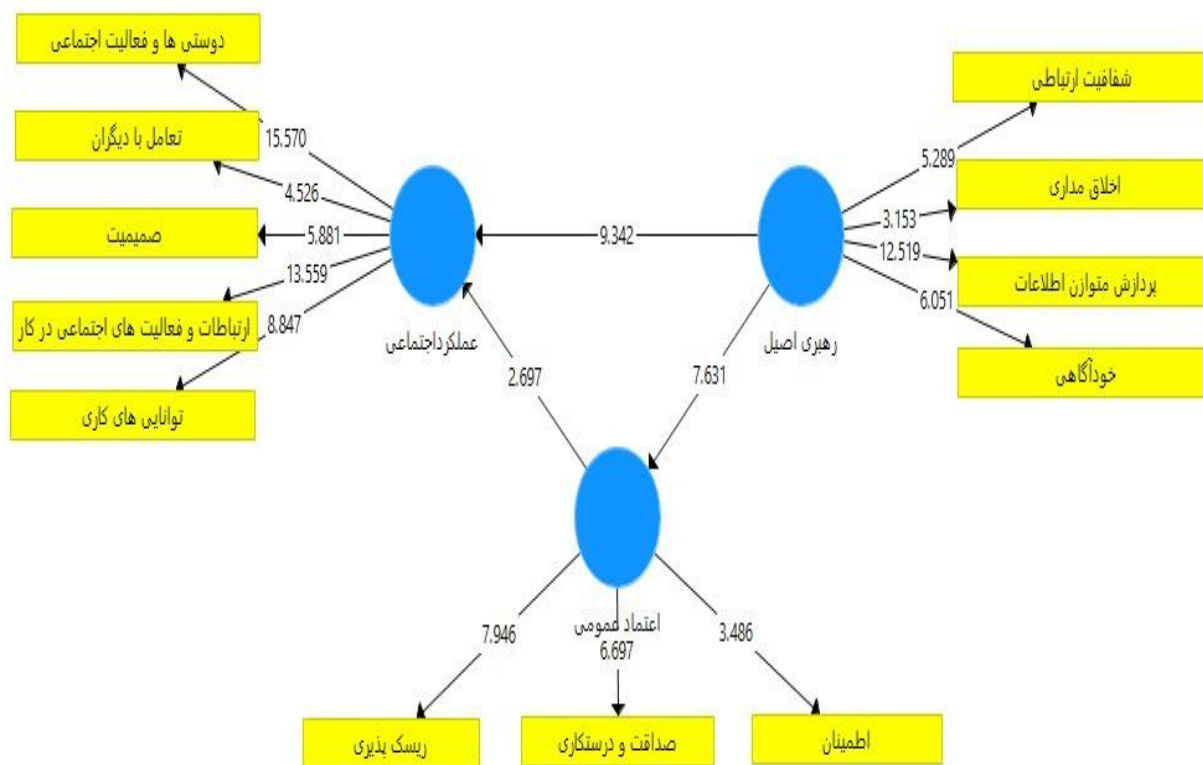 دوستی ها و فعالیت اجتماعی
شفافیت ارتباطی
15.570
تعامل با دیگران
5.289
4.526
اخلاق مداری
3.153
صمیمیت
5.881
9.342
12.519
13.559
پردازش متوازن اطلاعات
6.051
ارتباطات و فعالیت های اجتماعی در کار
8.847
عملکرداجتماعی
رهبری اصیل
خودآگاهی
2.697
7.631
توانایی های کاری
اعتماد عمومی
7.946
6.697
3.486
ریسک پذیری
صداقت و درستکاری
اطمینان